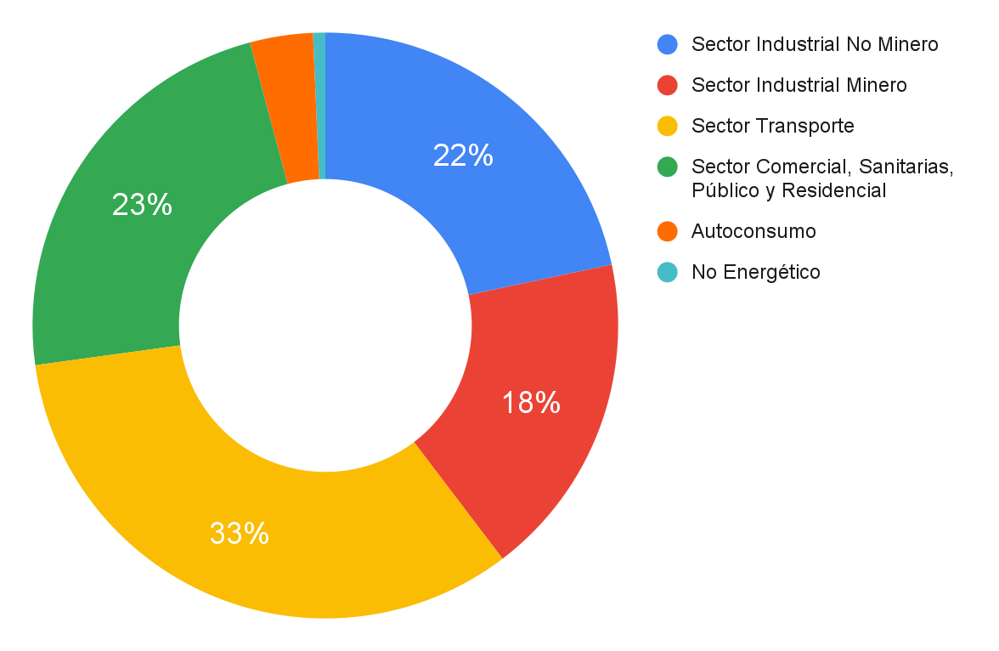 22%
18%
33%
23%
Sector Industrial No Minero
Sector Industrial Minero
Sector Transporte
Sector Comercial, Sanitarias,
Público y Residencial
Autoconsumo
No Energético